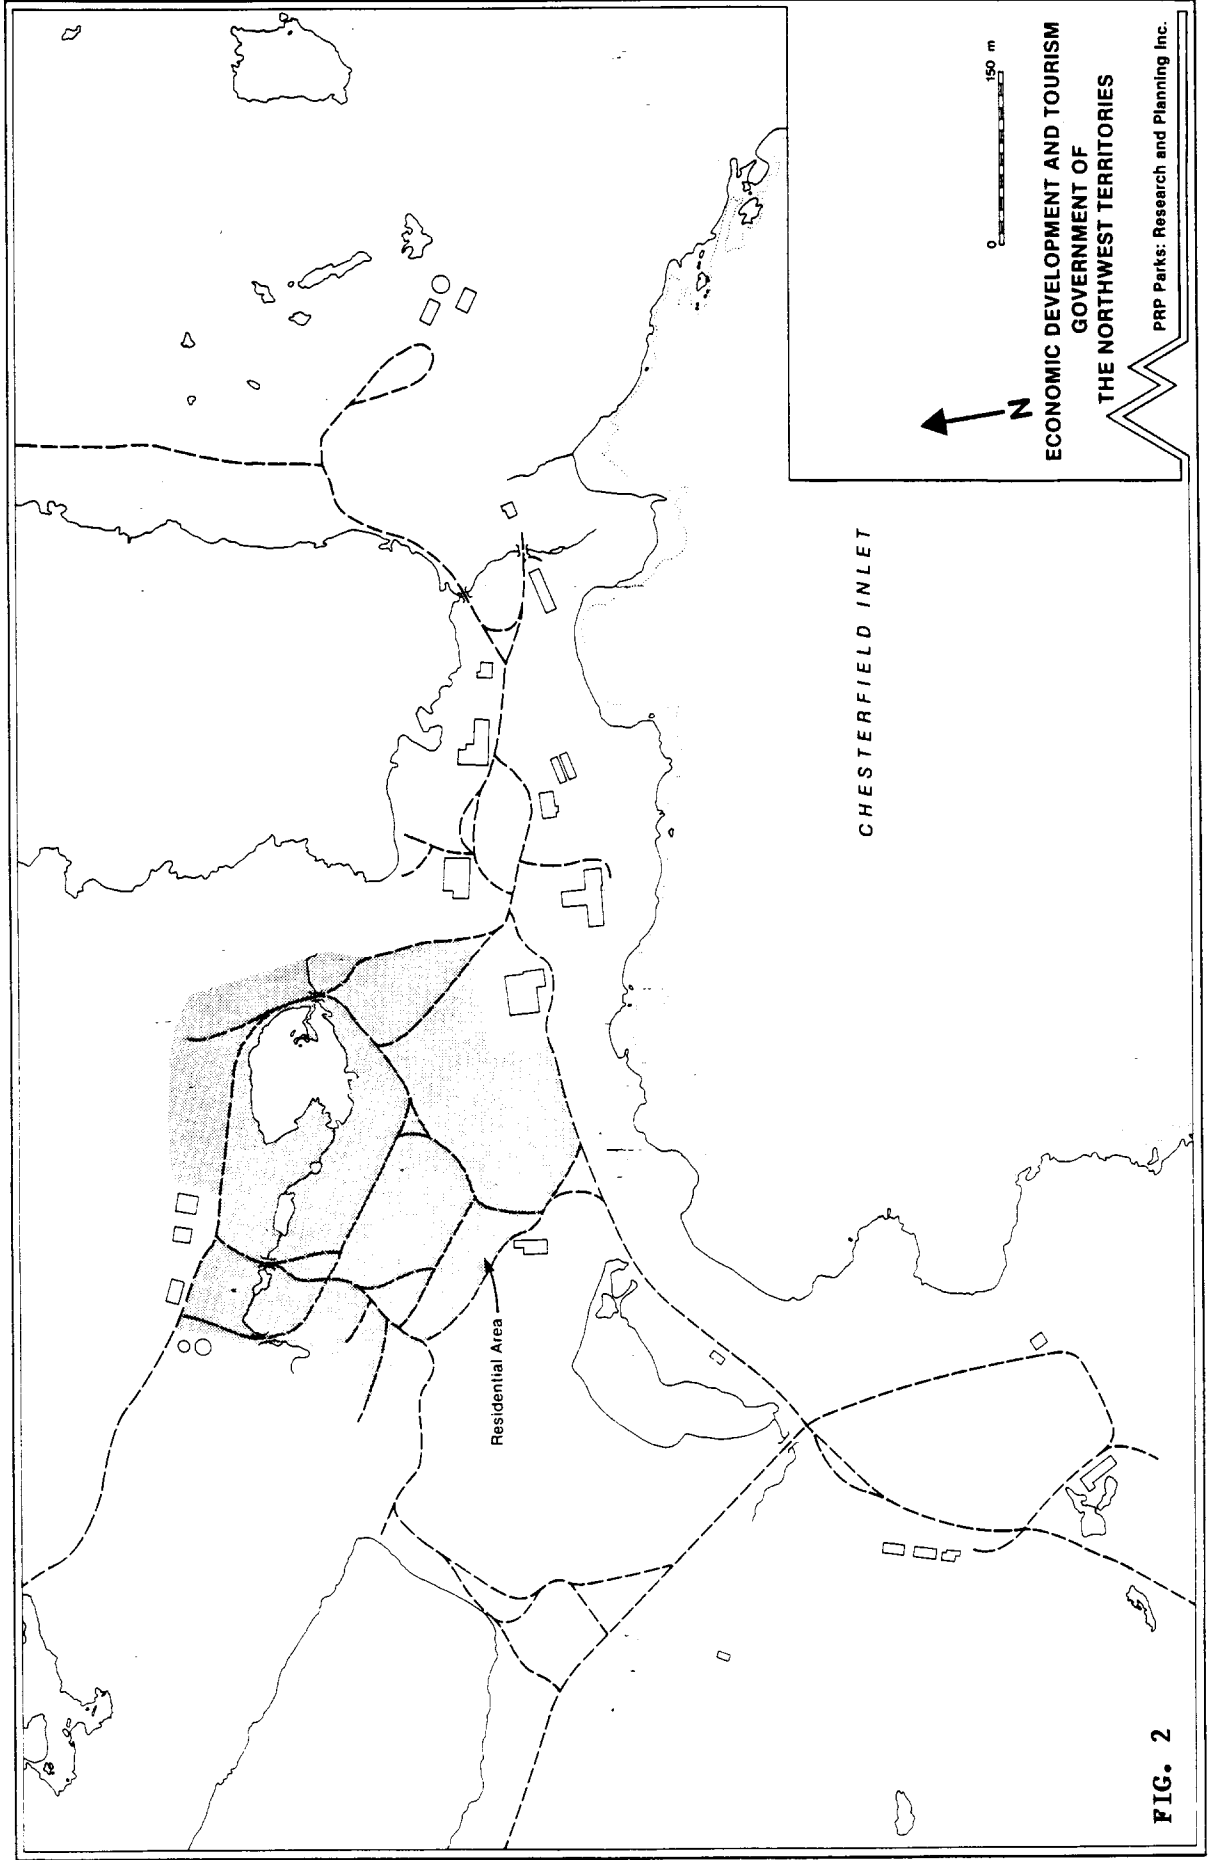 Residential Area
CHESTERFIELD INLET
0 150 m
N
ECONOMIC DEVELOPMENT AND TOURISM
GOVERNMENT OF
THE NORTHWEST TERRITORIES
PRP Parks: Research and Planning Inc.
FIG. 2